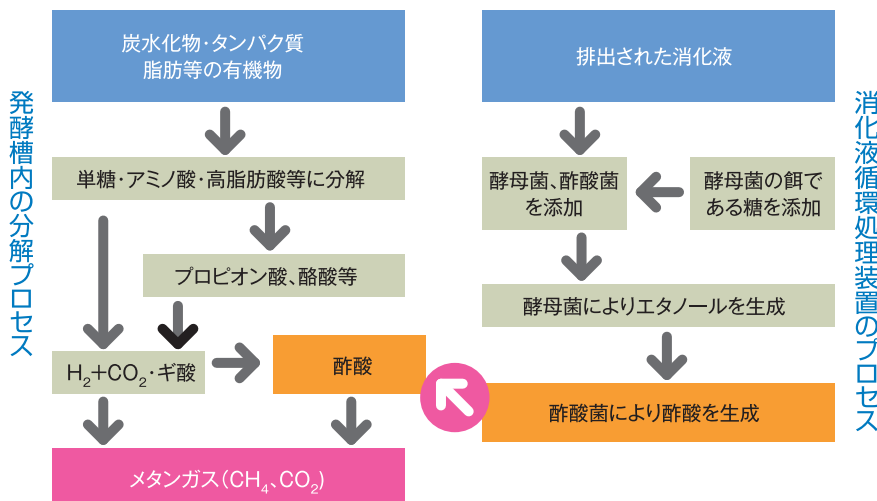 発酵槽内の分解プロセス
炭水化物・タンパク質
脂肪等の有機物
単糖・アミノ酸・高脂肪酸等に分解
プロピオン酸、酪酸等
H₂+CO₂・ギ酸
酢酸
メタンガス(CH₄、CO₂)
排出された消化液
酵母菌、酢酸菌
を添加
酵母菌の餌で
ある糖を添加
酵母菌によりエタノールを生成
酢酸菌により酢酸を生成
消化液循環処理装置のプロセス